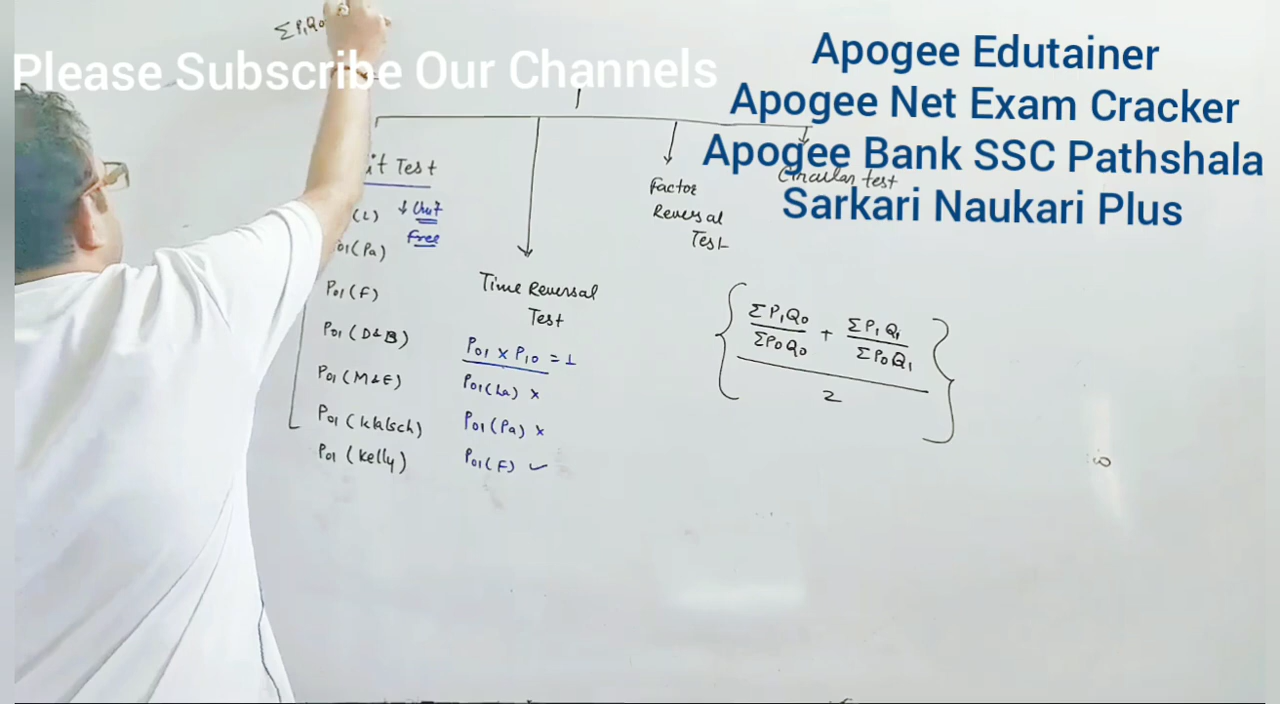 ΣP₁Q₀
Please Subscribe Our Channels
Apogee Edutainer
Apogee Net Exam Cracker
Apogee Bank SSC Pathshala
Sarkari Naukari Plus
it Test
↓ Unit
Free
(L)
01(Pa)
P01(F)
P01(D&B)
P01(M&E)
P01(klalsch)
P01(Kelly)
Time Reversal
Test
P01 × P10 = 1
P01(La) ×
P01(Pa) ×
P01(F) ✓
Factor
Reversal
Test
Circular test
{ ΣP₁Q₀/ΣP₀Q₀ + ΣP₁Q₁/ΣP₀Q₁ }
2